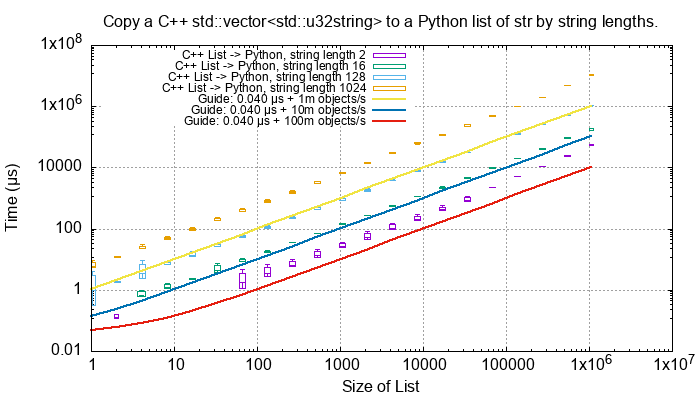 Copy a C++ std::vector<std::u32string> to a Python list of str by string lengths.
1x10^8
C++ List -> Python, string length 2
C++ List -> Python, string length 16
C++ List -> Python, string length 128
C++ List -> Python, string length 1024
Guide: 0.040 µs + 1m objects/s
Guide: 0.040 µs + 10m objects/s
Guide: 0.040 µs + 100m objects/s
1x10^6
10000
Time (µs)
100
1
0.01
1 10 100 1000 10000 100000 1x10^6 1x10^7
Size of List